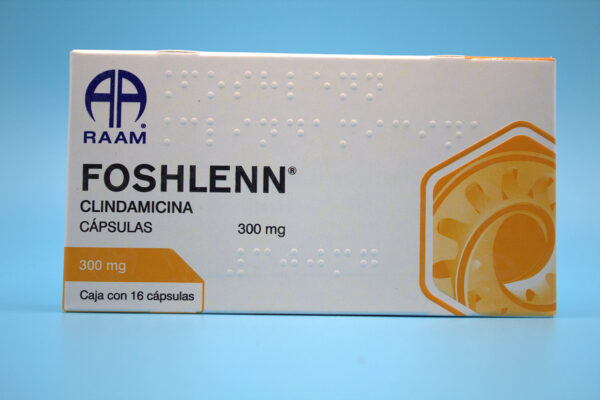 RAAM®
FOSHLENN®
CLINDAMICINA
CÁPSULAS 300 mg
300 mg
Caja con 16 cápsulas